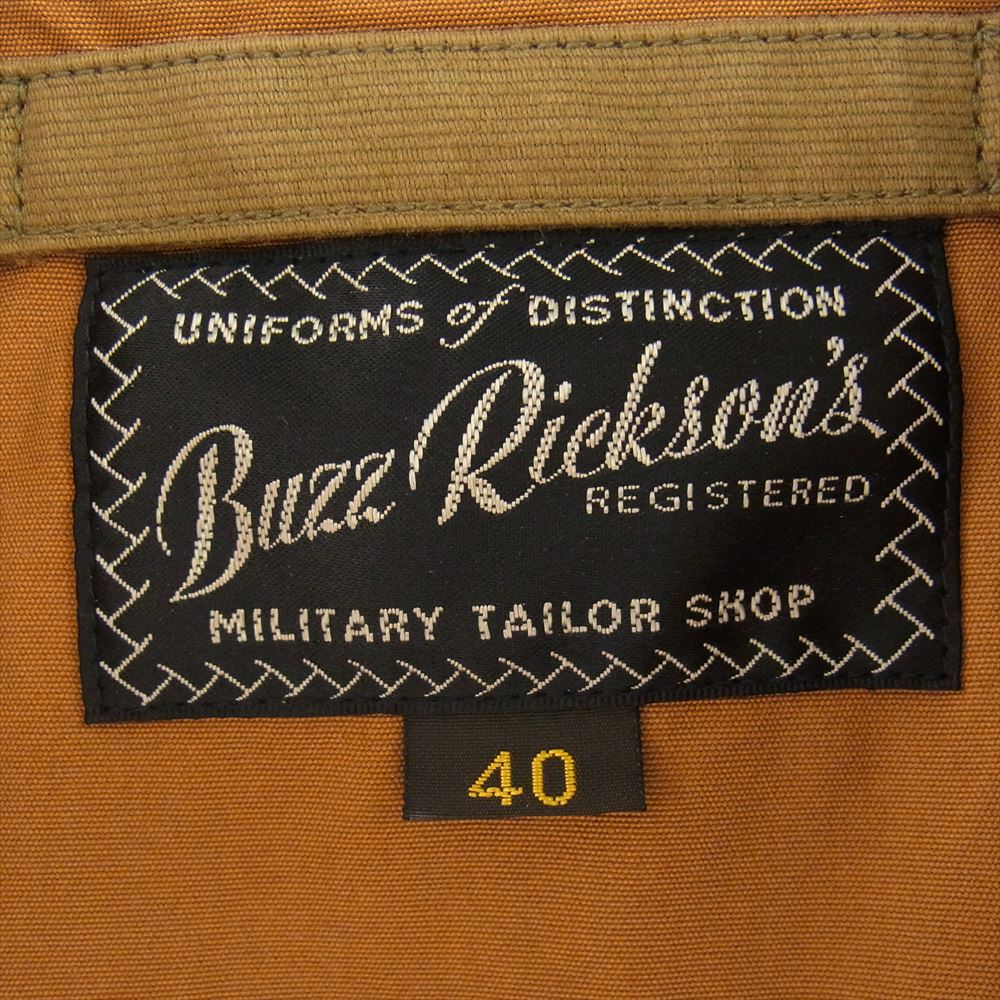 UNIFORMS of DISTINCTION
Buzz Rickson's
REGISTERED
MILITARY TAILOR SHOP
40